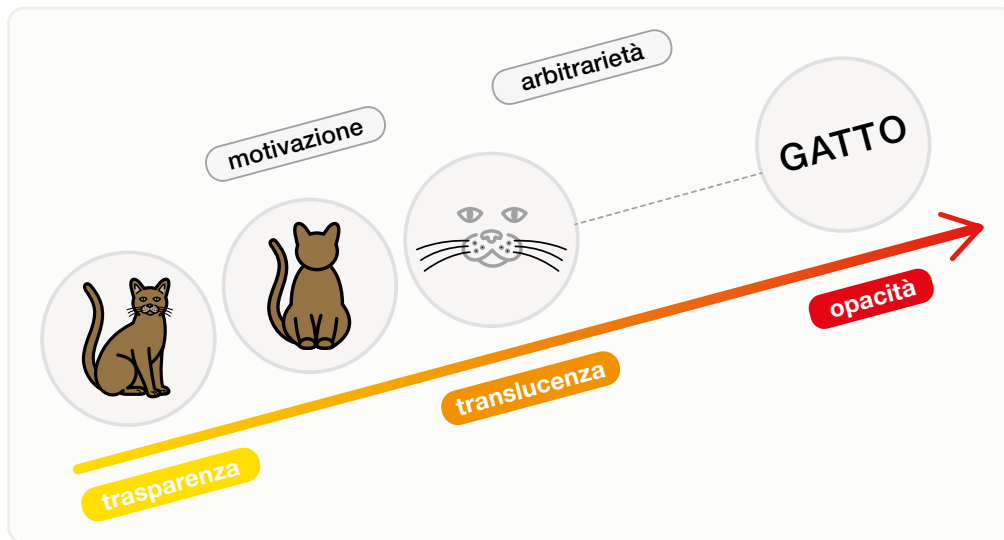 arbitrarietà
motivazione
GATTO
opacità
translucenza
trasparenza